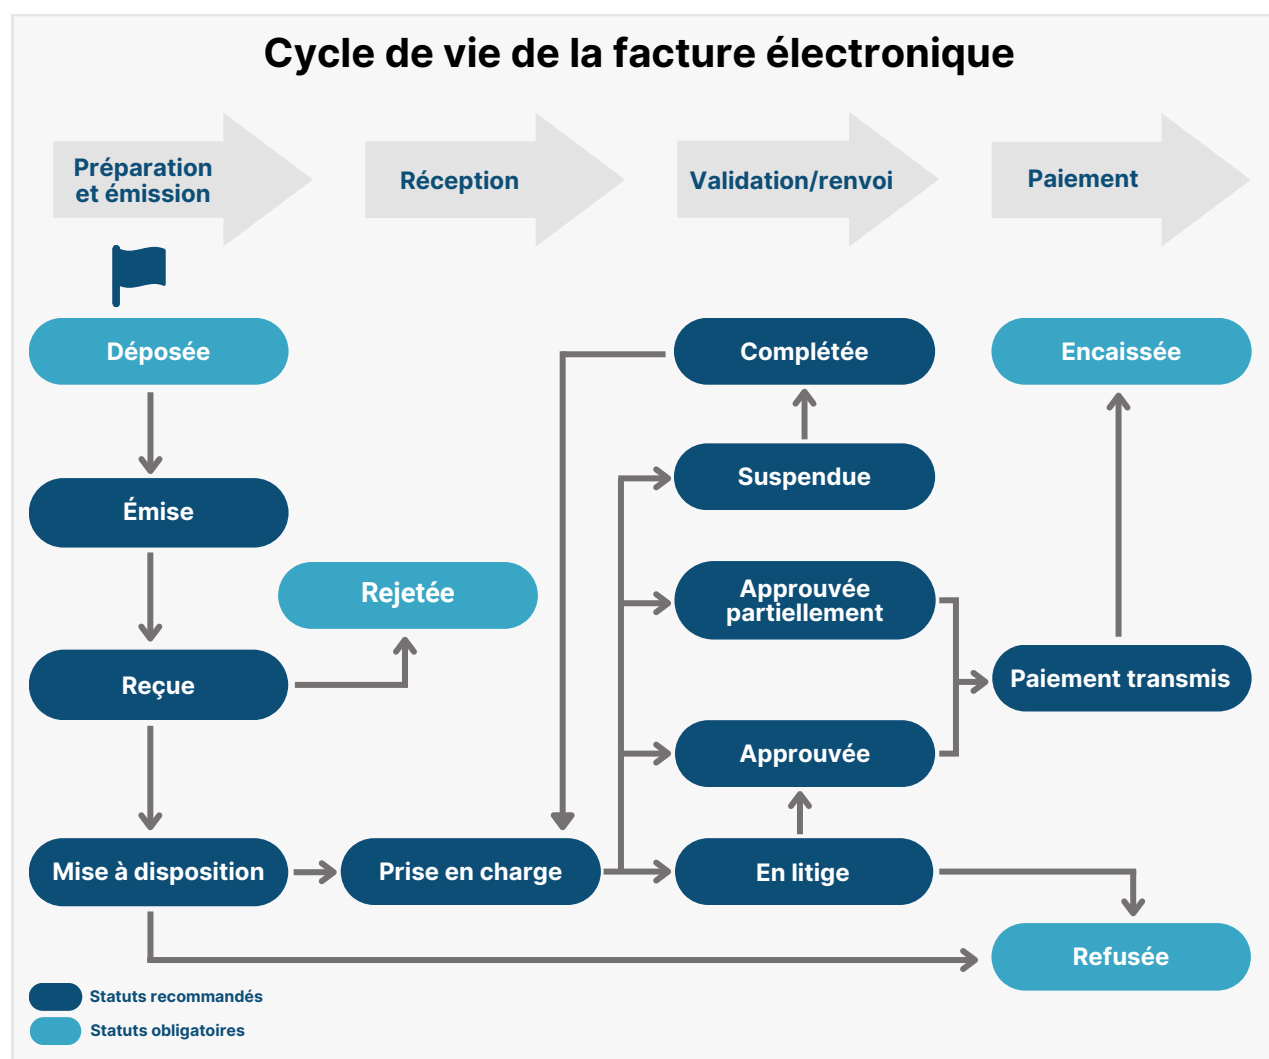 Cycle de vie de la facture électronique
Préparation
et émission
Réception
Validation/renvoi
Paiement
Déposée
Complétée
Encaissée
Suspendue
Émise
Rejetée
Approuvée
partiellement
Reçue
Paiement transmis
Approuvée
Mise à disposition
Prise en charge
En litige
Refusée
Statuts recommandés
Statuts obligatoires